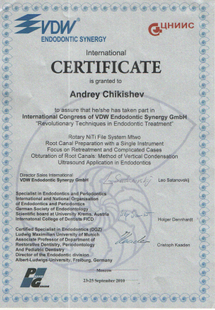 VDW
ENDODONTIC SYNERGY
ЦНИИС
International
CERTIFICATE
is granted to
Andrey Chikishev
to assure that he/she has taken part in
International Congress of VDW Endodontic Synergy GmbH
"Revolutionary Techniques in Endodontic Treatment"
Rotary NiTi File System Mtwo
Root Canal Preparation with a Single Instrument
Focus on Retreatment and Complicated Cases
Obturation of Root Canals: Method of Vertical Condensation
Ultrasound Application in Endodontics
Director Sales International
VDW Endodontic Synergy GmbH
Specialist in Endodontics and Periodontics
International and National Organisation
of Endodontics and Periodontics
German Society of Endodontics
Scientific board at University Krems, Austria
International College of Dentists FICD
Holger Dennhardt
Certified Specialist in Endodontics (DGZ)
Ludwig Maximilian University of Munich
Associate Professor of Department of
Restorative Dentistry, Periodontology
and Pediatric Dentistry
Director of the Endodontic division
Albert-Ludwigs-University, Freiburg, Germany
Moscow
23-25 September 2010